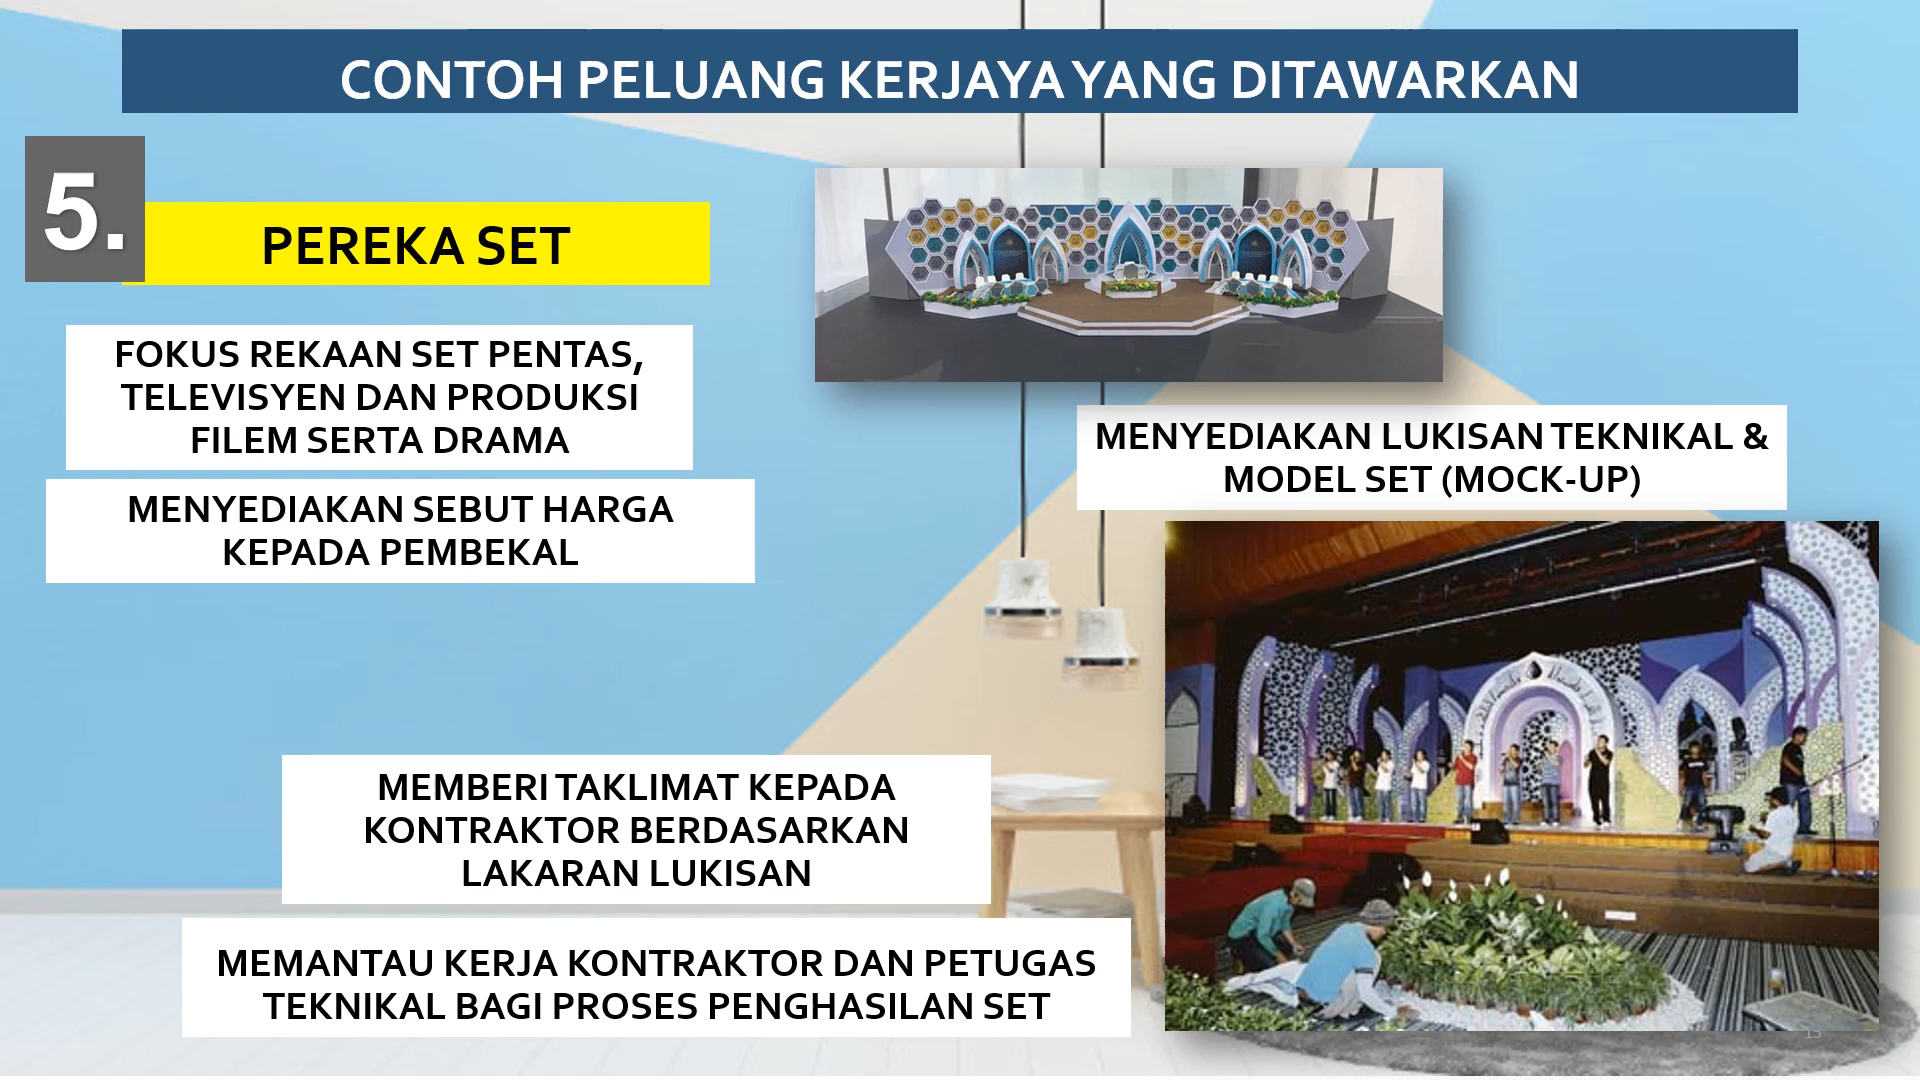 CONTOH PELUANG KERJAYA YANG DITAWARKAN
5.
PEREKA SET
FOKUS REKAAN SET PENTAS,
TELEVISYEN DAN PRODUKSI
FILEM SERTA DRAMA
MENYEDIAKAN SEBUT HARGA
KEPADA PEMBEKAL
MENYEDIAKAN LUKISAN TEKNIKAL &
MODEL SET (MOCK-UP)
MEMBERI TAKLIMAT KEPADA
KONTRAKTOR BERDASARKAN
LAKARAN LUKISAN
MEMANTAU KERJA KONTRAKTOR DAN PETUGAS
TEKNIKAL BAGI PROSES PENGHASILAN SET
15